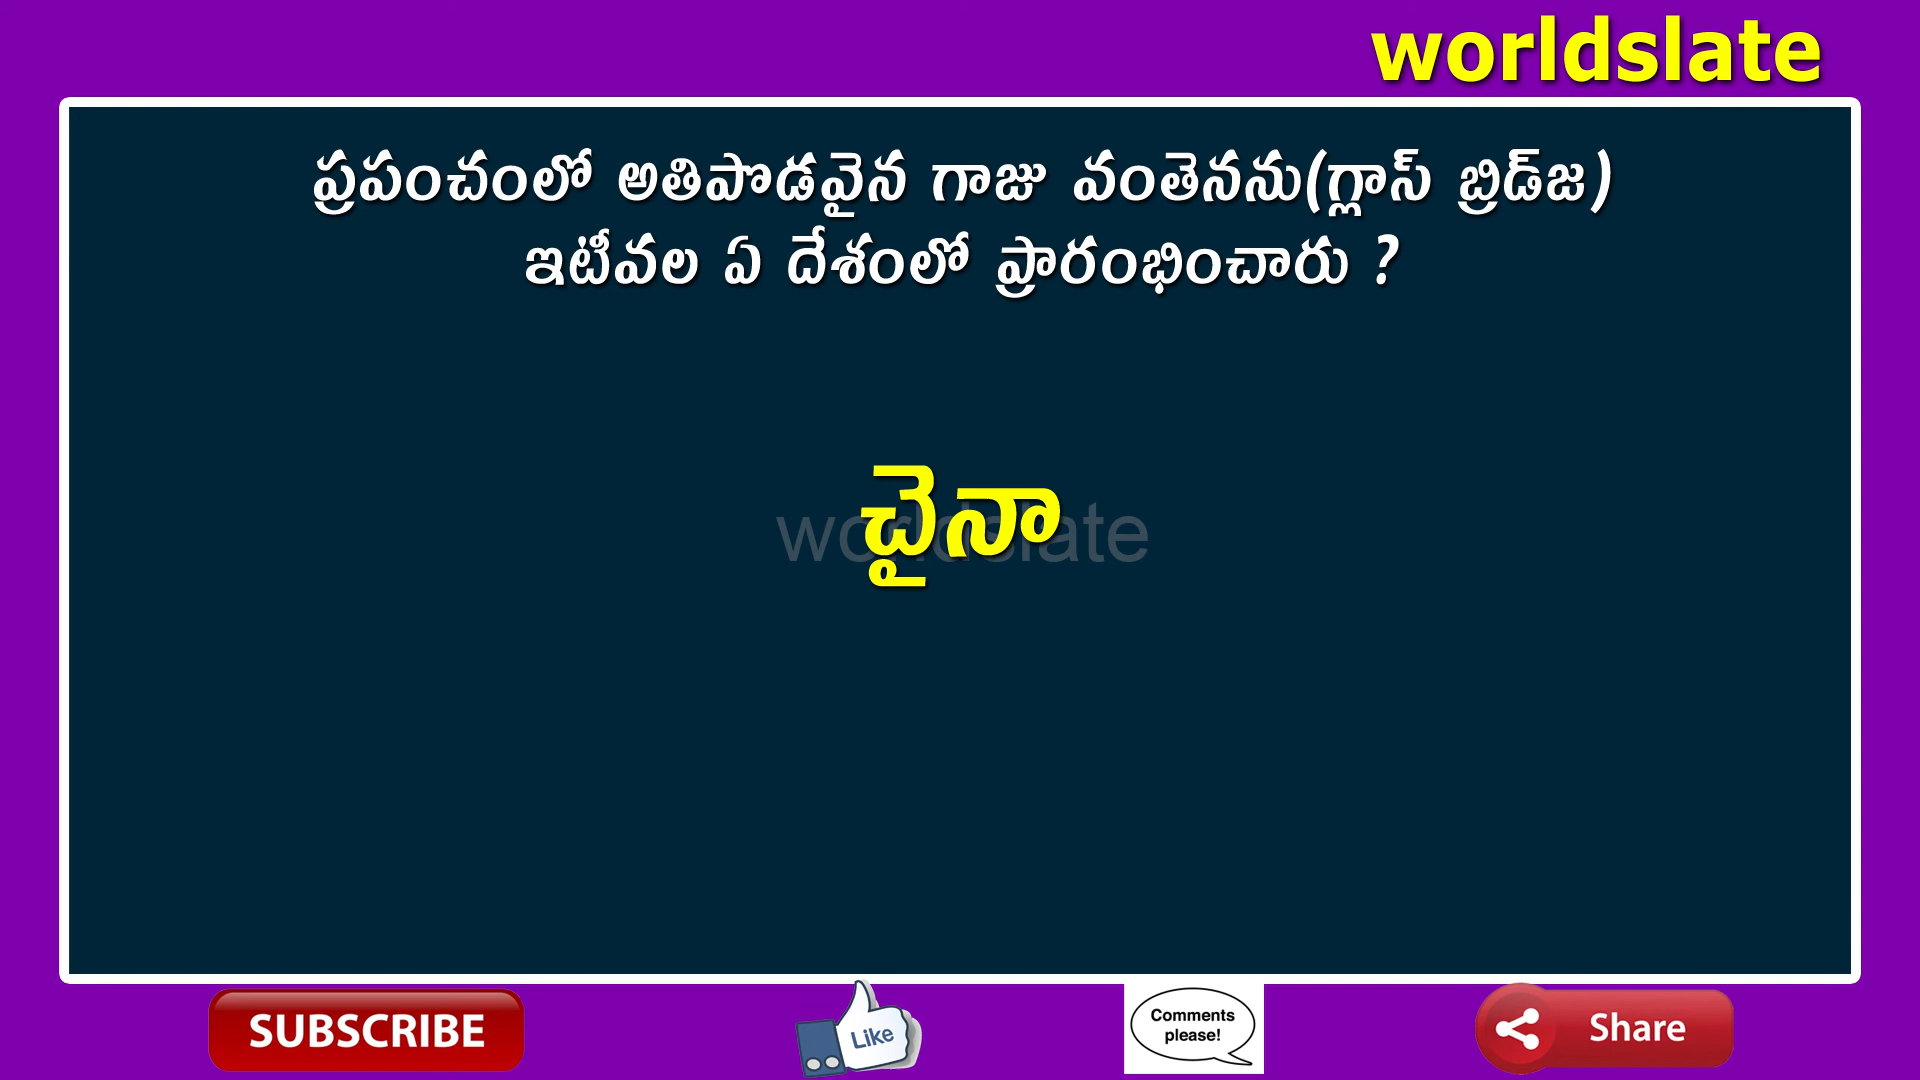 worldslate
ప్రపంచంలో అతిపొడవైన గాజు వంతెనను(గ్లాస్ బ్రిడ్‌జ)
ఇటీవల ఏ దేశంలో ప్రారంభించారు ?
worldslate
చైనా
SUBSCRIBE
Like
Comments
please!
Share